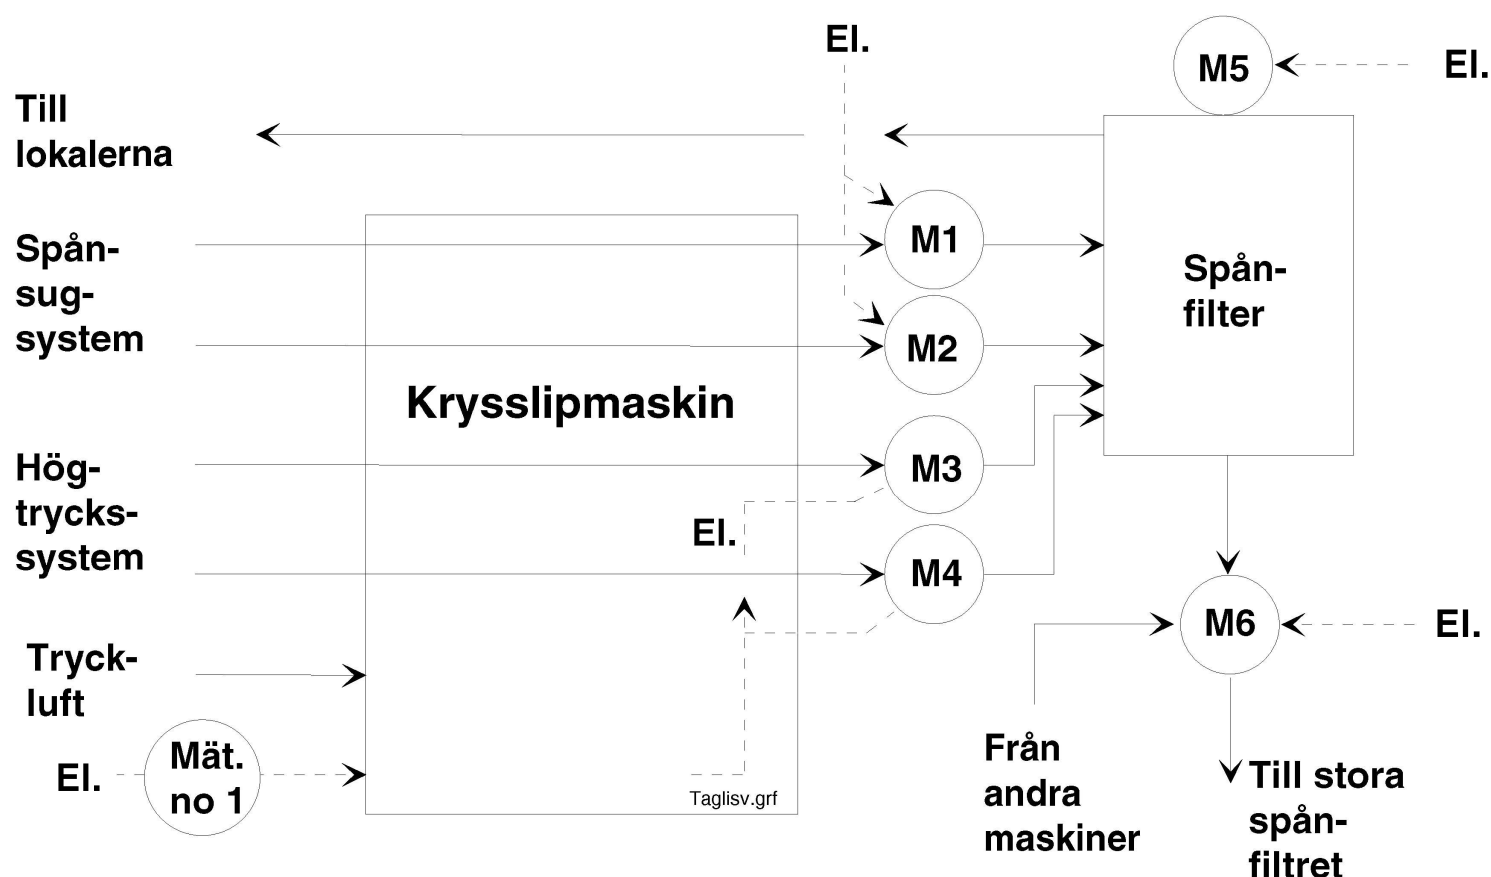 El.
M5
El.
Till
lokalerna
M1
Spån-
sug-
system
Spån-
filter
M2
Krysslipmaskin
Hög-
trycks-
system
M3
El.
M4
M6
El.
Tryck-
luft
El.
Mät.
no 1
Taglisv.grf
Från
andra
maskiner
Till stora
spån-
filtret